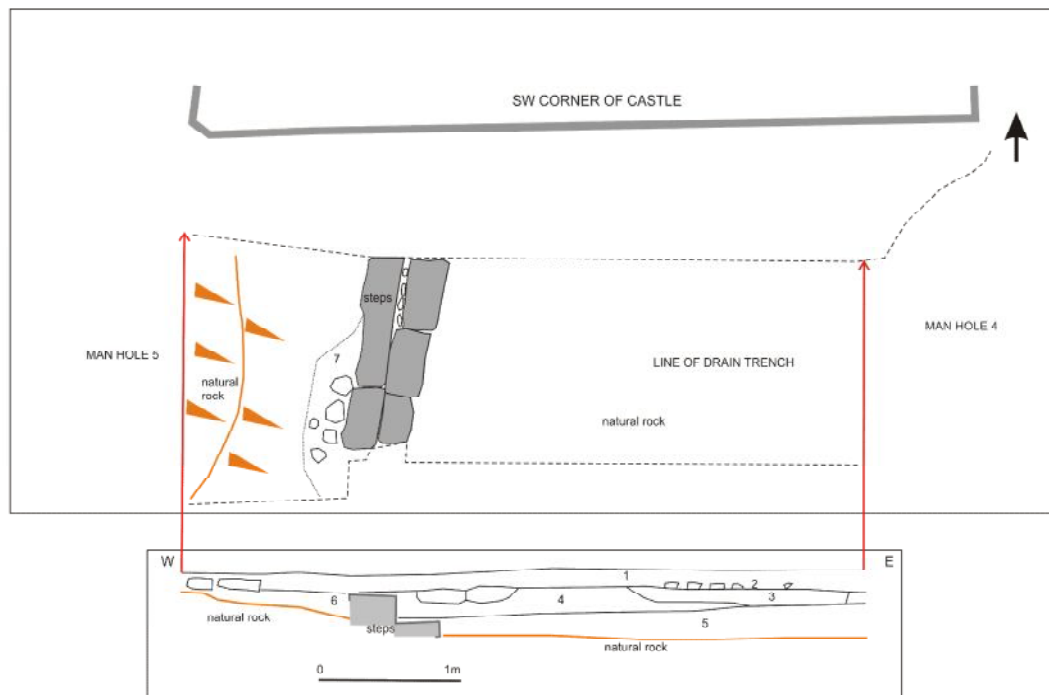 SW CORNER OF CASTLE
steps
MAN HOLE 4
MAN HOLE 5
7
LINE OF DRAIN TRENCH
natural
rock
natural rock
W
E
1
2
3
6
4
natural rock
steps
5
natural rock
0
1m